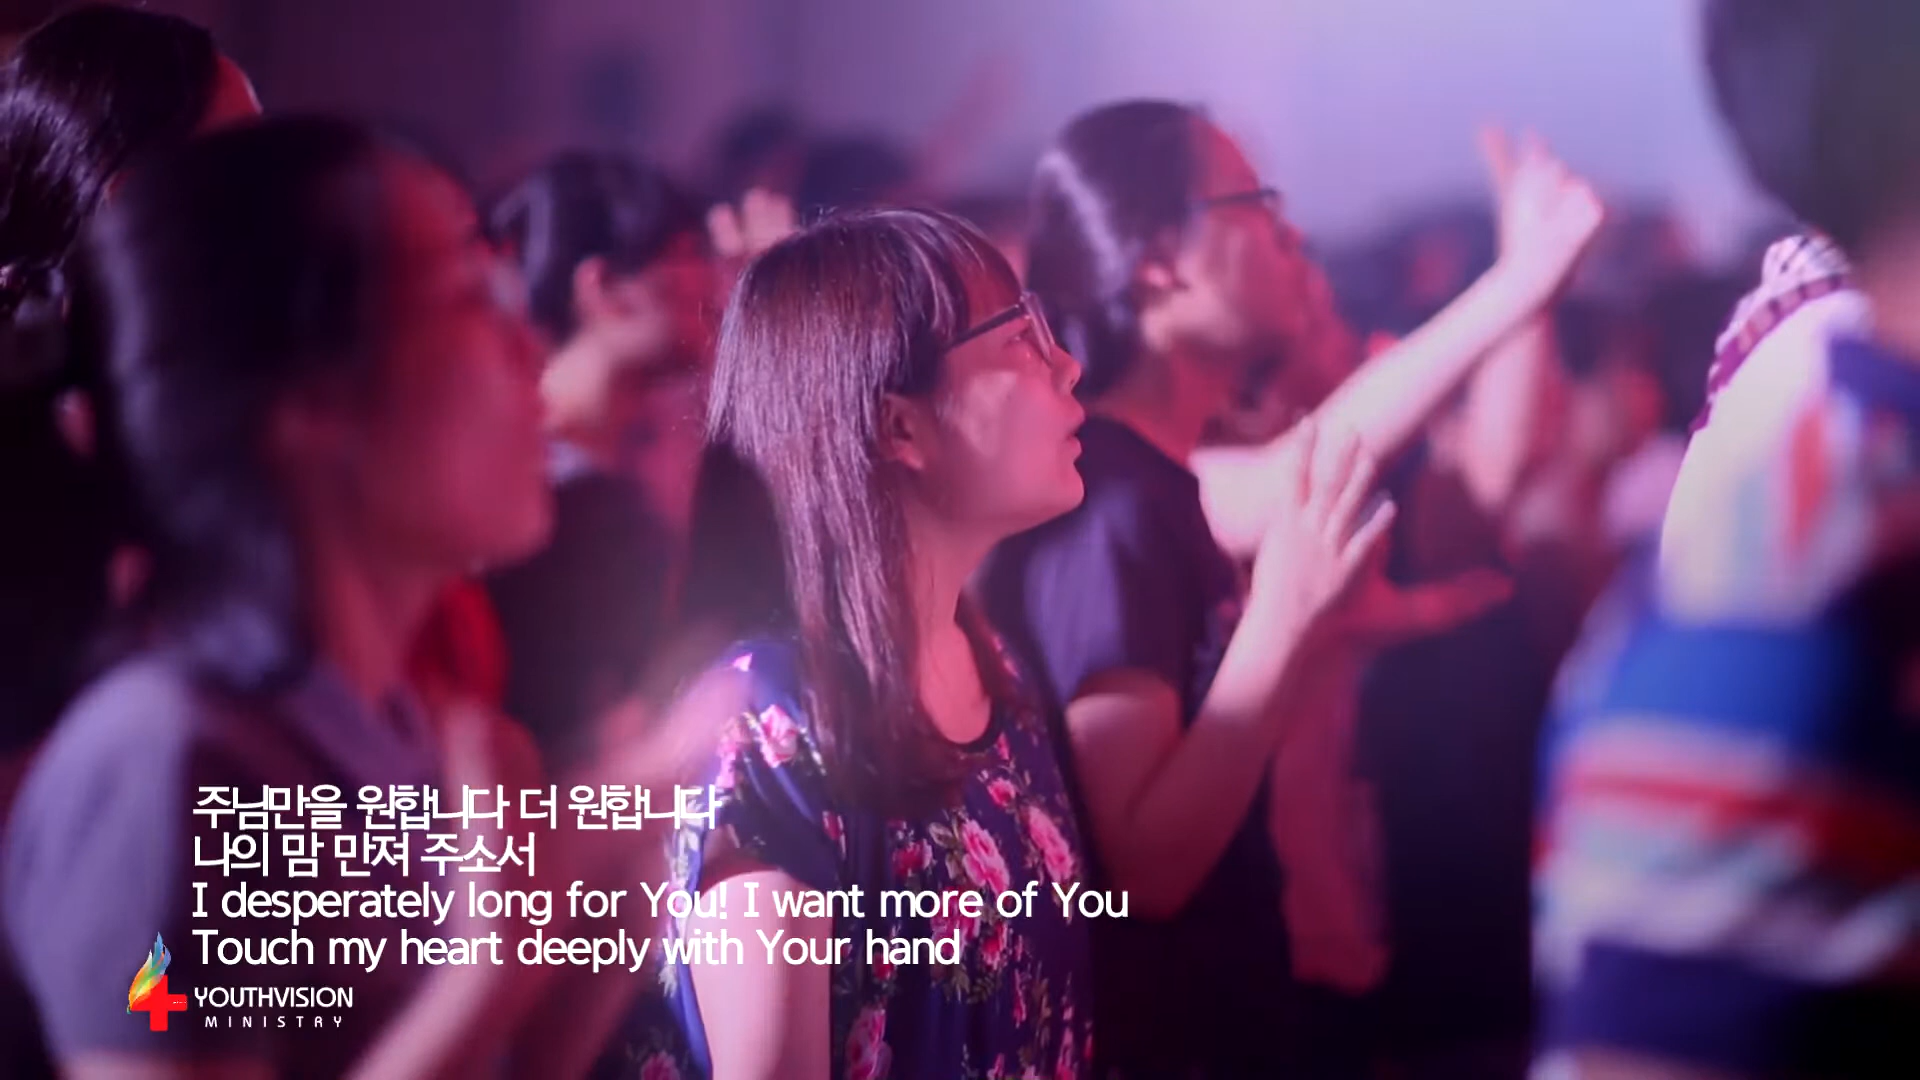 주님만을 원합니다 더 원합니다
나의 맘 만져 주소서
I desperately long for You! I want more of You
Touch my heart deeply with Your hand
YOUTHVISION
MINISTRY